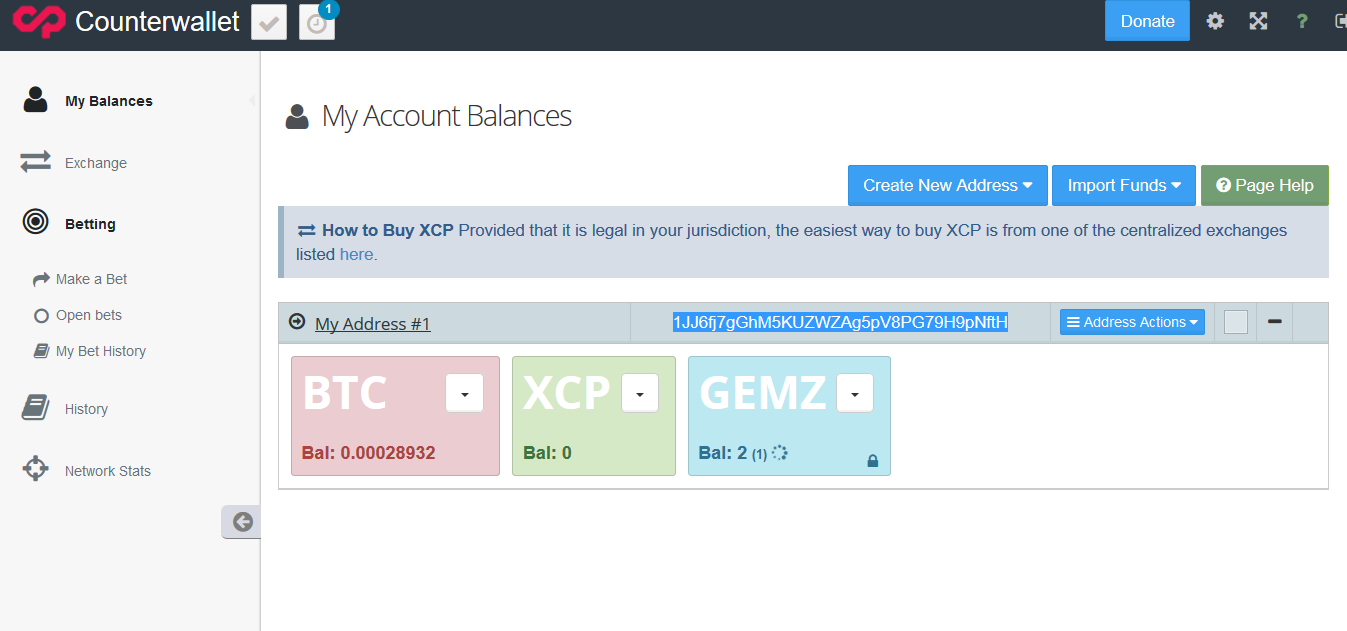 Counterwallet
1
Donate
?
My Balances
Exchange
Betting
Make a Bet
Open bets
My Bet History
History
Network Stats
My Account Balances
Create New Address
Import Funds
? Page Help
How to Buy XCP Provided that it is legal in your jurisdiction, the easiest way to buy XCP is from one of the centralized exchanges
listed here.
My Address #1
1JJ6fj7gGhM5KUZWZAg5pV8PG79H9pNftH
Address Actions
BTC
Bal: 0.00028932
XCP
Bal: 0
GEMZ
Bal: 2 (1)